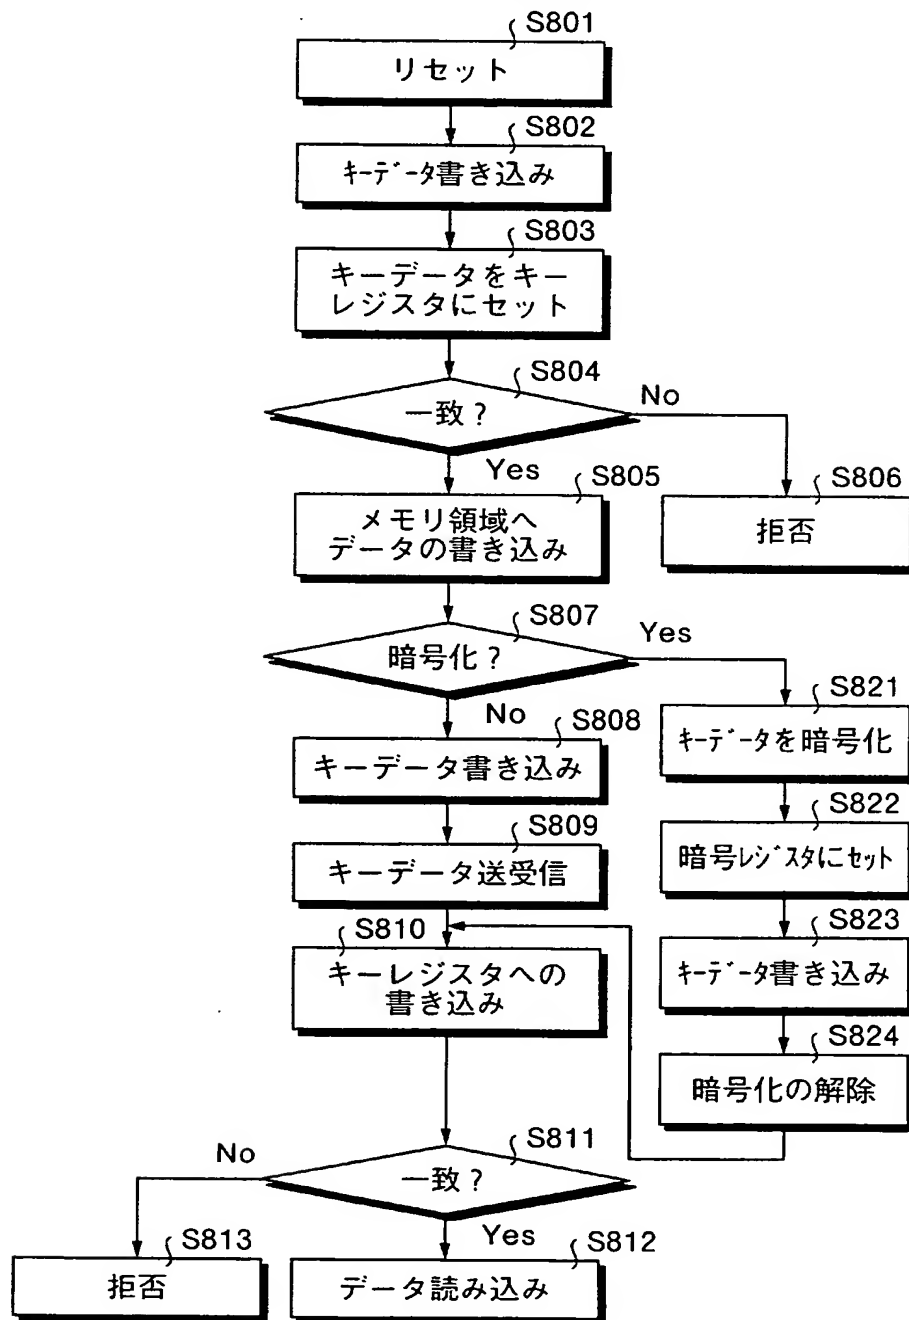 S801
リセット
S802
キーデータ書き込み
S803
キーデータをキー
レジスタにセット
S804
一致?
No
Yes
S805
メモリ領域へ
データの書き込み
S806
拒否
S807
暗号化?
Yes
No
S808
キーデータ書き込み
S821
キーデータを暗号化
S809
キーデータ送受信
S822
暗号レジスタにセット
S810
キーレジスタへの
書き込み
S823
キーデータ書き込み
S824
暗号化の解除
S811
一致?
No
Yes
S813
拒否
S812
データ読み込み